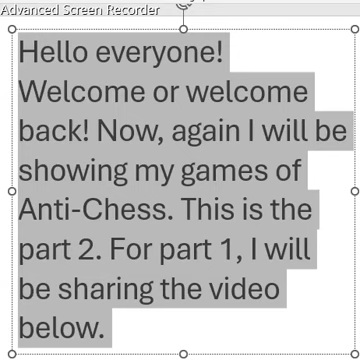 Advanced Screen Recorder
Hello everyone!
Welcome or welcome
back! Now, again I will be
showing my games of
Anti-Chess. This is the
part 2. For part 1, I will
be sharing the video
below.